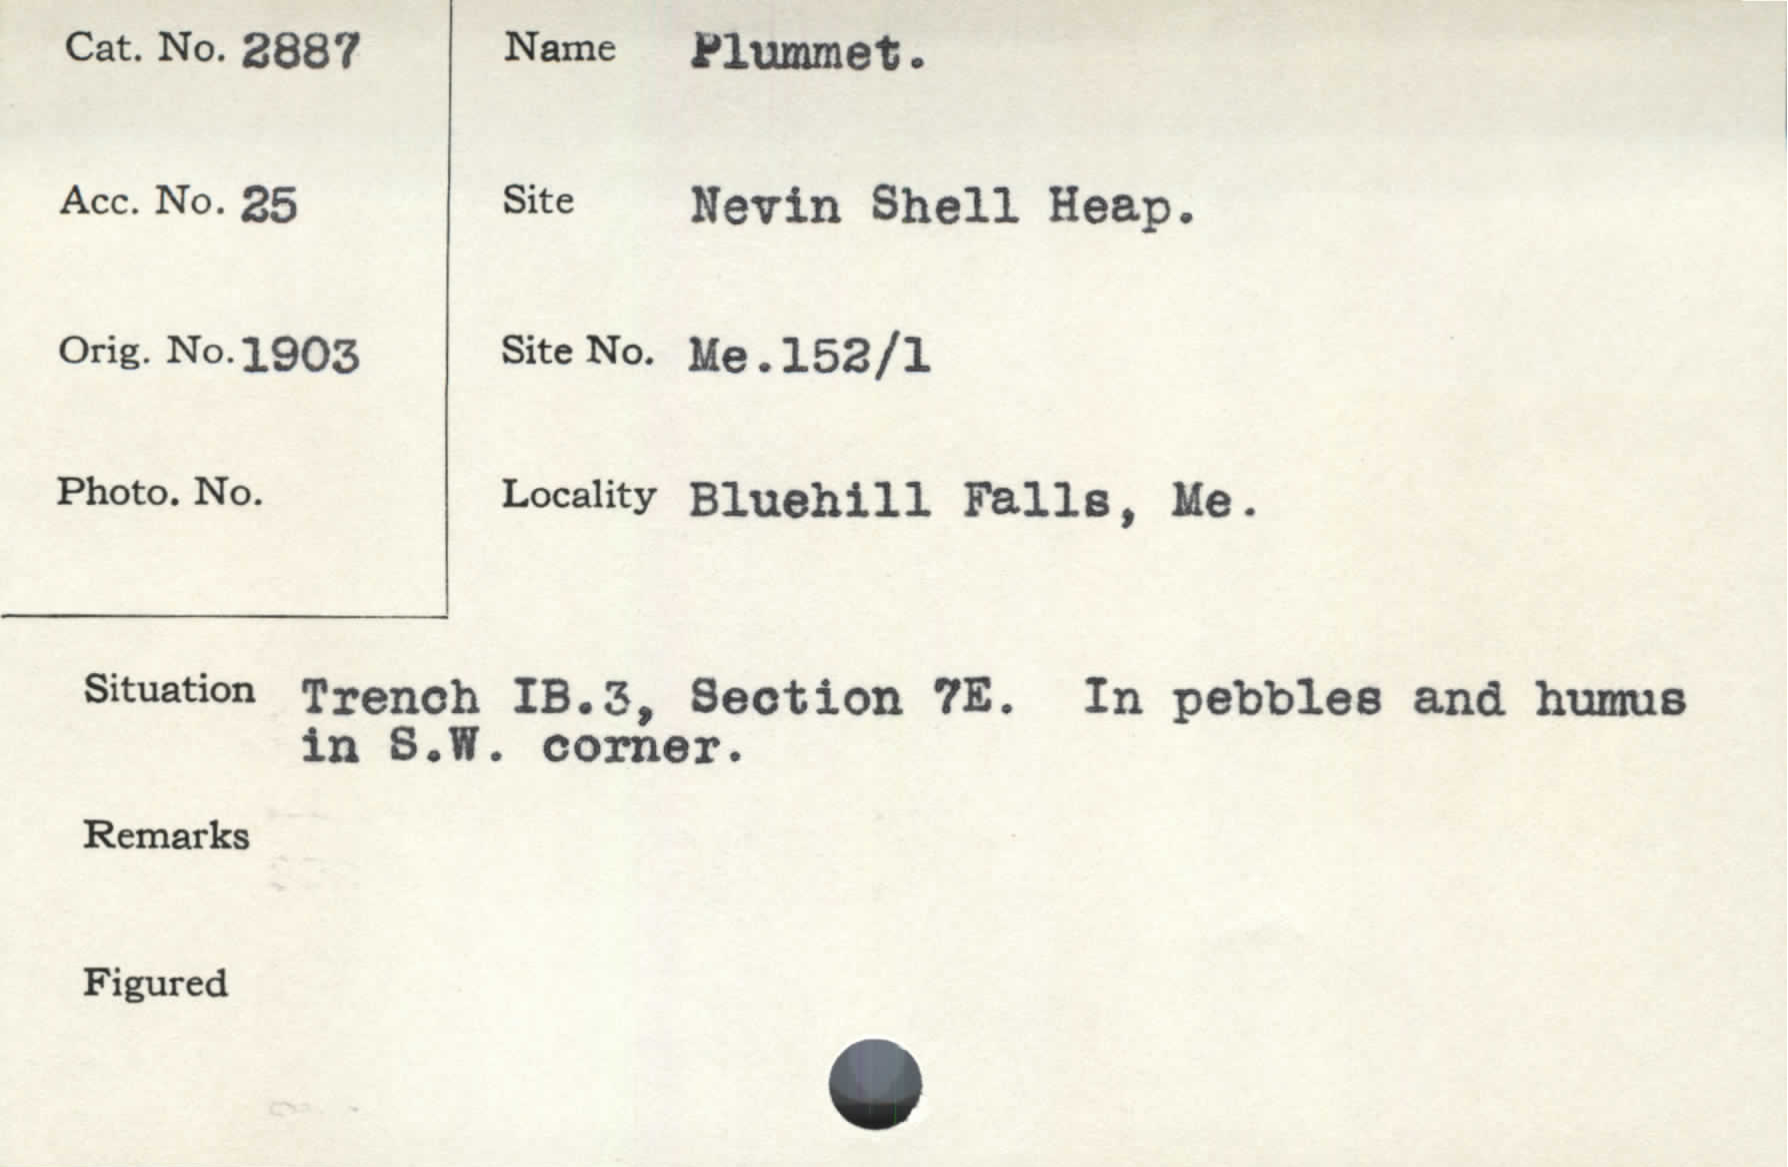 Cat. No. 2887
Name Plummet.
Acc. No. 25
Site Nevin Shell Heap.
Orig. No. 1903
Site No. Me.152/1
Photo. No.
Locality Bluehill Falls, Me.
Situation Trench IB.3, Section 7E. In pebbles and humus
in S.W. corner.
Remarks
Figured